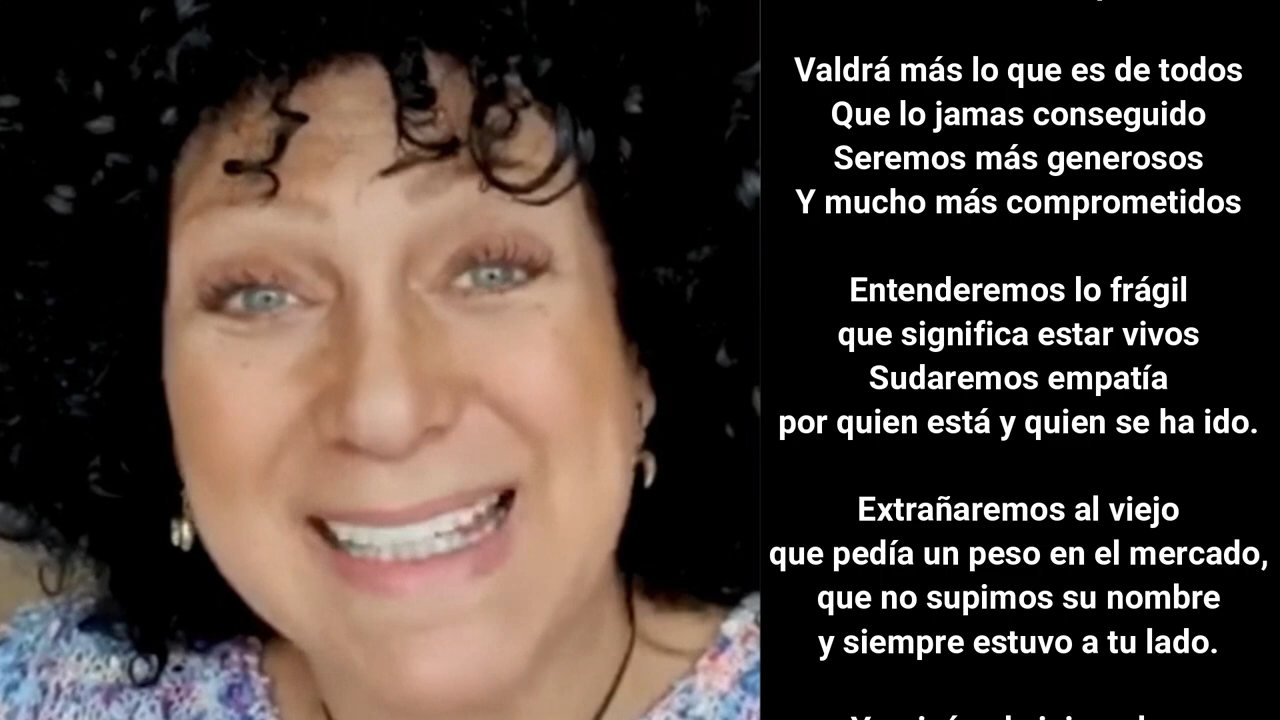 Valdrá más lo que es de todos
Que lo jamas conseguido
Seremos más generosos
Y mucho más comprometidos
Entenderemos lo frágil
que significa estar vivos
Sudaremos empatía
por quien está y quien se ha ido.
Extrañaremos al viejo
que pedía un peso en el mercado,
que no supimos su nombre
y siempre estuvo a tu lado.